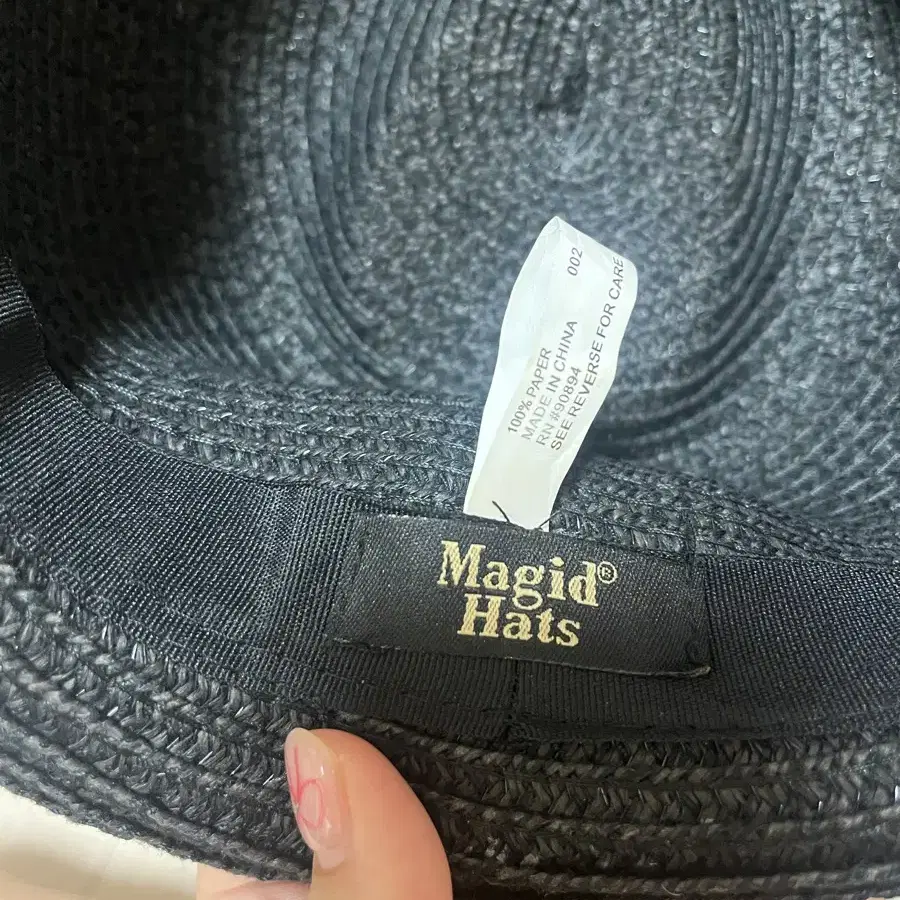 002
100% PAPER
MADE IN CHINA
RN #90894
SEE REVERSE FOR CARE
Magid®
Hats